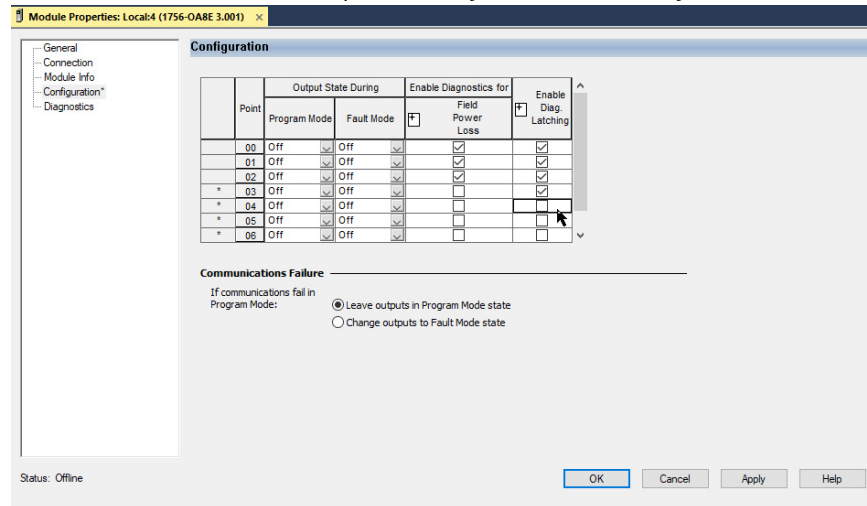 Module Properties: Local:4 (1756-OA8E 3.001) ×
General
Connection
Module Info
Configuration*
Diagnostics
Configuration
Point
Output State During
Program Mode
Fault Mode
Enable Diagnostics for
Field
Power
Loss
Enable
Diag.
Latching
00 Off Off
01 Off Off
02 Off Off
* 03 Off Off
* 04 Off Off
* 05 Off Off
* 06 Off Off
Communications Failure
If communications fail in
Program Mode:
Leave outputs in Program Mode state
Change outputs to Fault Mode state
Status: Offline
OK Cancel Apply Help